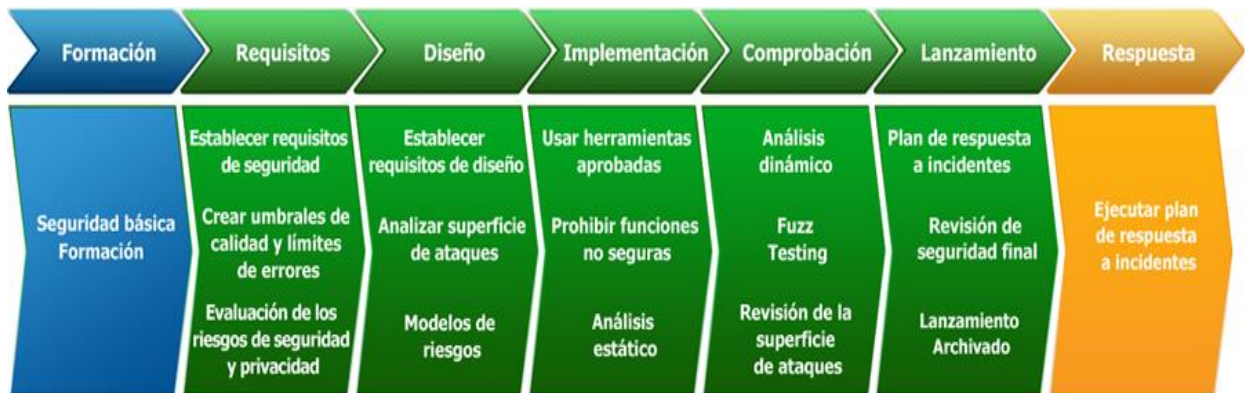 Formación
Requisitos
Diseño
Implementación
Comprobación
Lanzamiento
Respuesta
Seguridad básica
Formación
Establecer requisitos
de seguridad
Crear umbrales de
calidad y límites
de errores
Evaluación de los
riesgos de seguridad
y privacidad
Establecer
requisitos de diseño
Analizar superficie
de ataques
Modelos de
riesgos
Usar herramientas
aprobadas
Prohibir funciones
no seguras
Análisis
estático
Análisis
dinámico
Fuzz
Testing
Revisión de la
superficie
de ataques
Plan de respuesta
a incidentes
Revisión de
seguridad final
Lanzamiento
Archivado
Ejecutar plan
de respuesta
a incidentes